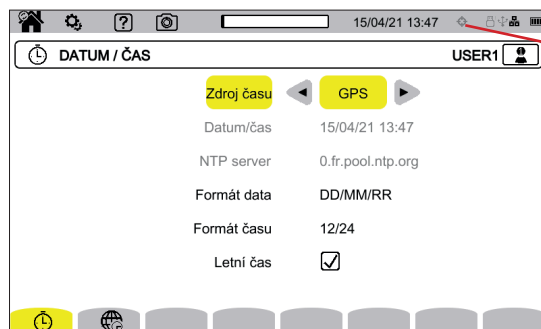 15/04/21 13:47
DATUM / ČAS USER1
Zdroj času GPS
Datum/čas 15/04/21 13:47
NTP server 0.fr.pool.ntp.org
Formát data DD/MM/RR
Formát času 12/24
Letní čas